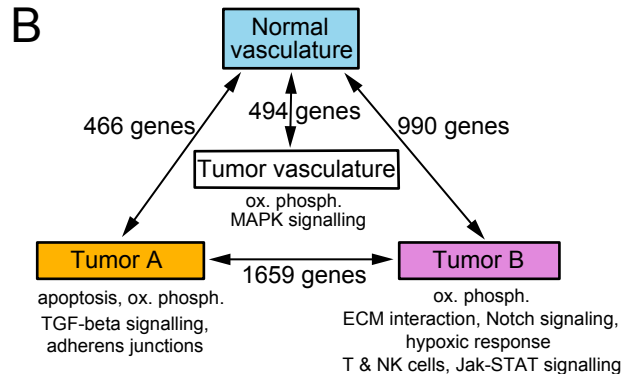 B
Normal
vasculature
466 genes
494 genes
990 genes
Tumor vasculature
ox. phosph.
MAPK signalling
Tumor A
1659 genes
Tumor B
apoptosis, ox. phosph.
TGF-beta signalling,
adherens junctions
ox. phosph.
ECM interaction, Notch signaling,
hypoxic response
T & NK cells, Jak-STAT signalling